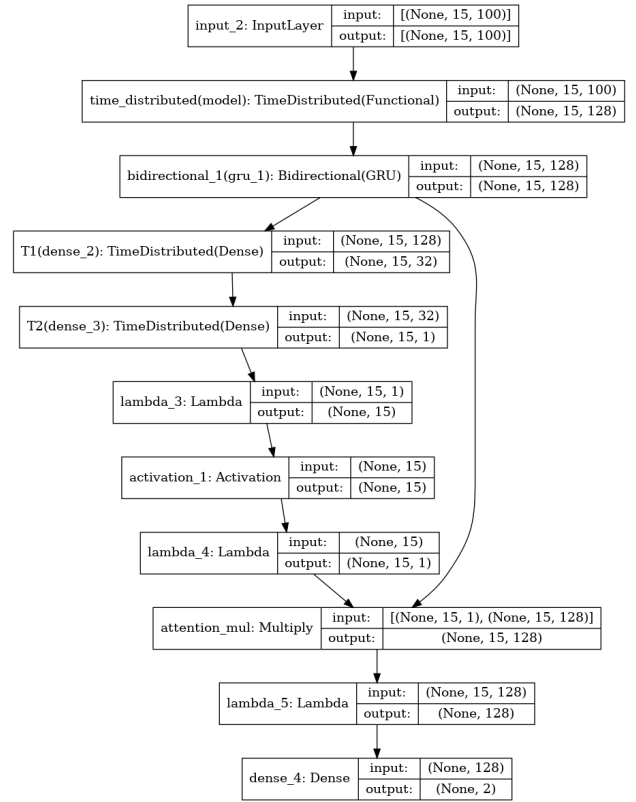 input_2: InputLayer input: [(None, 15, 100)]
output: [(None, 15, 100)]
time_distributed(model): TimeDistributed(Functional) input: (None, 15, 100)
output: (None, 15, 128)
bidirectional_1(gru_1): Bidirectional(GRU) input: (None, 15, 128)
output: (None, 15, 128)
T1(dense_2): TimeDistributed(Dense) input: (None, 15, 128)
output: (None, 15, 32)
T2(dense_3): TimeDistributed(Dense) input: (None, 15, 32)
output: (None, 15, 1)
lambda_3: Lambda input: (None, 15, 1)
output: (None, 15)
activation_1: Activation input: (None, 15)
output: (None, 15)
lambda_4: Lambda input: (None, 15)
output: (None, 15, 1)
attention_mul: Multiply input: [(None, 15, 1), (None, 15, 128)]
output: (None, 15, 128)
lambda_5: Lambda input: (None, 15, 128)
output: (None, 128)
dense_4: Dense input: (None, 128)
output: (None, 2)